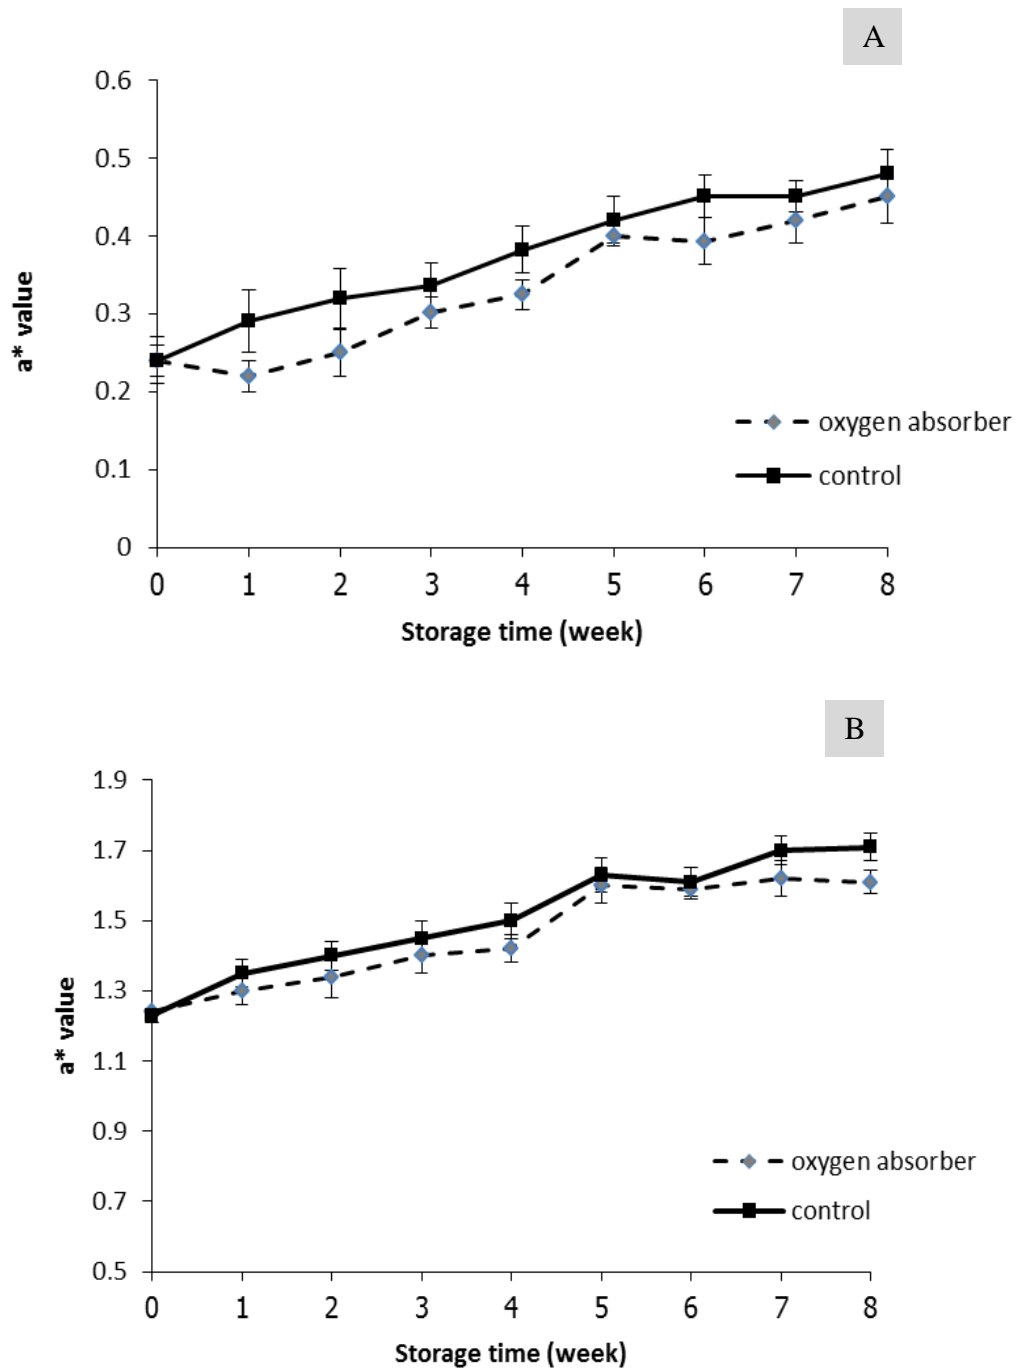 A
0.6
0.5
0.4
0.3
0.2
0.1
0
a* value
oxygen absorber
control
0 1 2 3 4 5 6 7 8
Storage time (week)
B
1.9
1.7
1.5
1.3
1.1
0.9
0.7
0.5
a* value
oxygen absorber
control
0 1 2 3 4 5 6 7 8
Storage time (week)